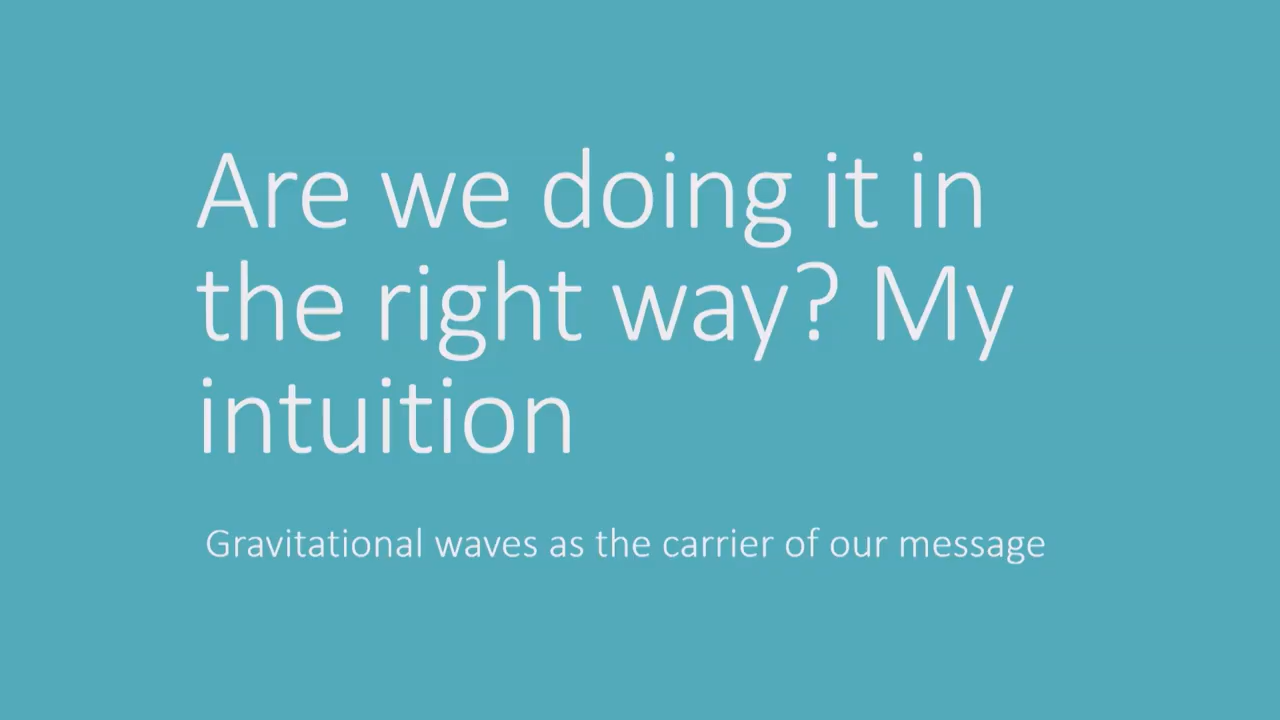 Are we doing it in
the right way? My
intuition
Gravitational waves as the carrier of our message